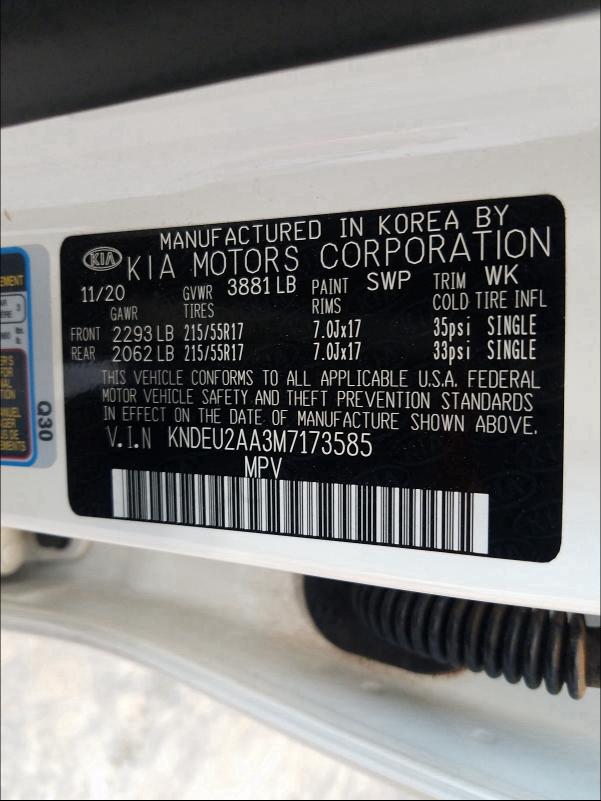 MANUFACTURED IN KOREA BY
KIA KIA MOTORS CORPORATION
11/20 GVWR 3881 LB PAINT SWP TRIM WK
GAWR TIRES RIMS COLD TIRE INFL
FRONT 2293 LB 215/55R17 7.0Jx17 35psi SINGLE
REAR 2062 LB 215/55R17 7.0Jx17 33psi SINGLE
THIS VEHICLE CONFORMS TO ALL APPLICABLE U.S.A. FEDERAL
MOTOR VEHICLE SAFETY AND THEFT PREVENTION STANDARDS
IN EFFECT ON THE DATE OF MANUFACTURE SHOWN ABOVE.
V.I.N KNDEU2AA3M7173585
MPV
Q30